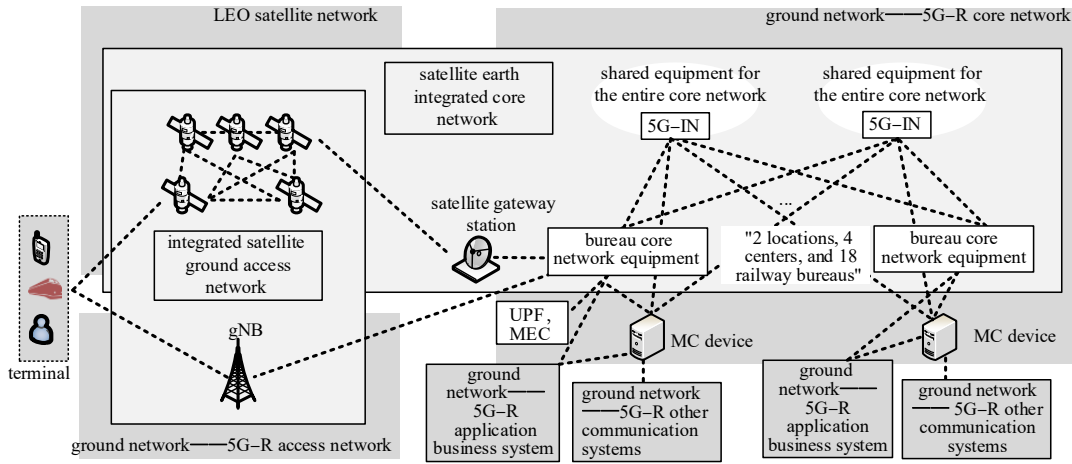 LEO satellite network
ground network——5G–R core network
satellite earth
integrated core
network
shared equipment for
the entire core network
5G–IN
shared equipment for
the entire core network
5G–IN
...
satellite gateway
station
integrated satellite
ground access
network
bureau core
network equipment
"2 locations, 4
centers, and 18
railway bureaus"
bureau core
network equipment
UPF,
MEC
MC device
MC device
gNB
terminal
ground
network——
5G–R
application
business system
ground network
——5G–R other
communication
systems
ground
network——
5G–R
application
business system
ground network
——5G–R other
communication
systems
ground network——5G–R access network